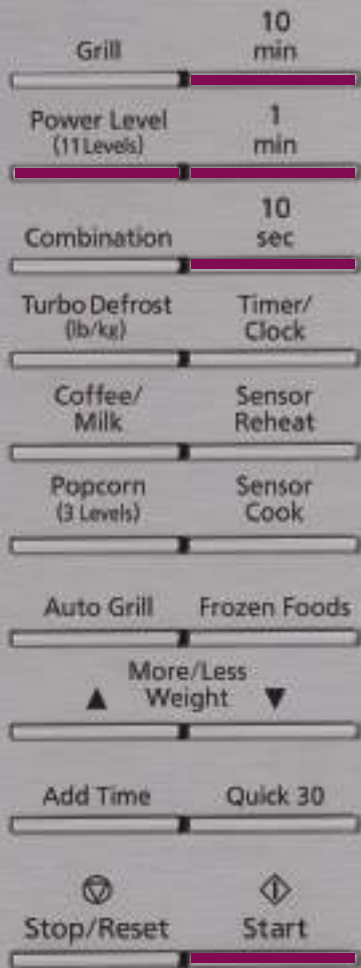 Grill
10
min
Power Level
(11 Levels)
1
min
Combination
10
sec
Turbo Defrost
(lb/kg)
Timer/
Clock
Coffee/
Milk
Sensor
Reheat
Popcorn
(3 Levels)
Sensor
Cook
Auto Grill
Frozen Foods
More/Less
▲ Weight ▼
Add Time
Quick 30
Stop/Reset
Start